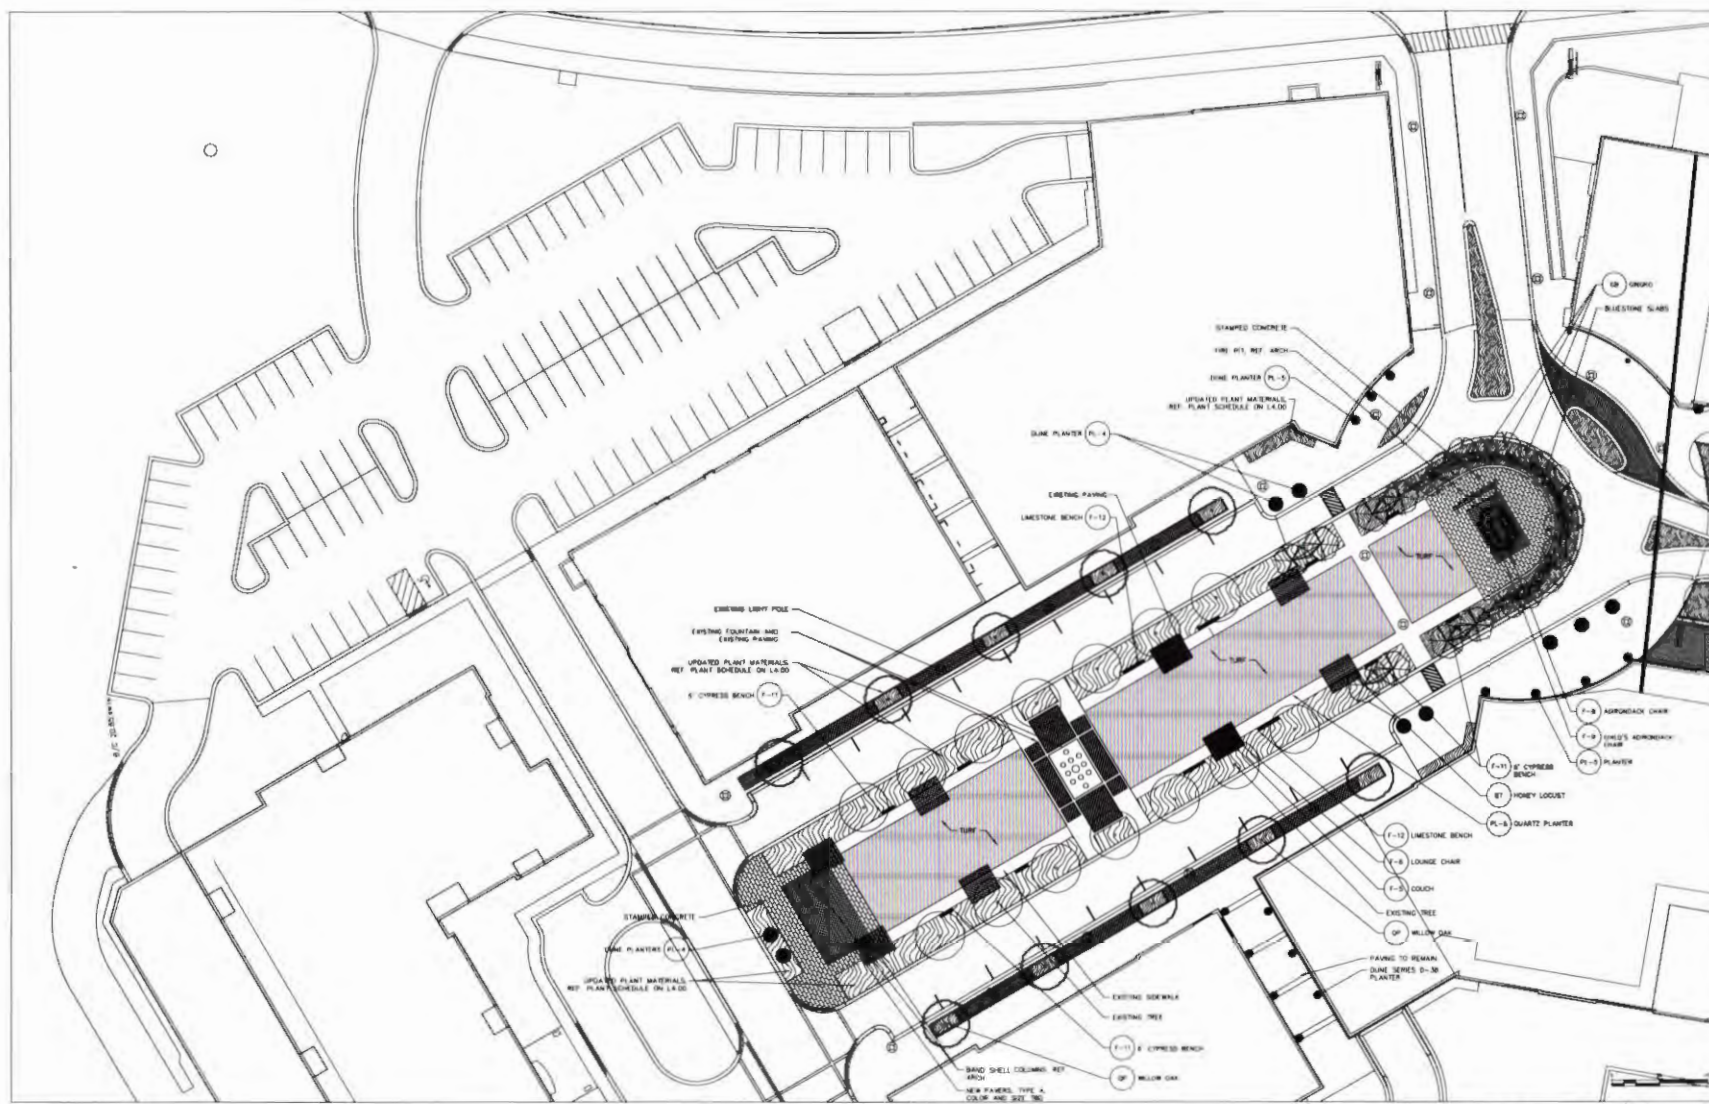 GB GINGKO
BLUESTONE SLABS
STAMPED CONCRETE
FIRE PIT, REF. ARCH
DUNE PLANTER PL-5
UPDATED PLANT MATERIALS,
REF. PLANT SCHEDULE ON L4.00
DUNE PLANTER PL-4
EXISTING PAVING
LIMESTONE BENCH F-12
TURF
EXISTING LIGHT POLE
EXISTING FOUNTAIN AND
EXISTING PAVING
TURF
UPDATED PLANT MATERIALS,
REF. PLANT SCHEDULE ON L4.00
6' CYPRESS BENCH F-11
F-8 ADIRONDACK CHAIR
F-9 CHILD'S ADIRONDACK
CHAIR
PL-5 PLANTER
F-11 6' CYPRESS
BENCH
HONEY LOCUST
PL-6 QUARTZ PLANTER
TURF
F-12 LIMESTONE BENCH
F-6 LOUNGE CHAIR
F-5 COUCH
EXISTING TREE
QP WILLOW OAK
STAMPED CONCRETE
DUNE PLANTERS PL-4
PAVING TO REMAIN
DUNE SERIES D-38
PLANTER
UPDATED PLANT MATERIALS,
REF. PLANT SCHEDULE ON L4.00
EXISTING SIDEWALK
EXISTING TREE
F-11 6' CYPRESS BENCH
BAND SHELL COLUMNS, REF.
ARCH
QP WILLOW OAK
NEW PAVERS, TYPE A,
COLOR AND SIZE TBD